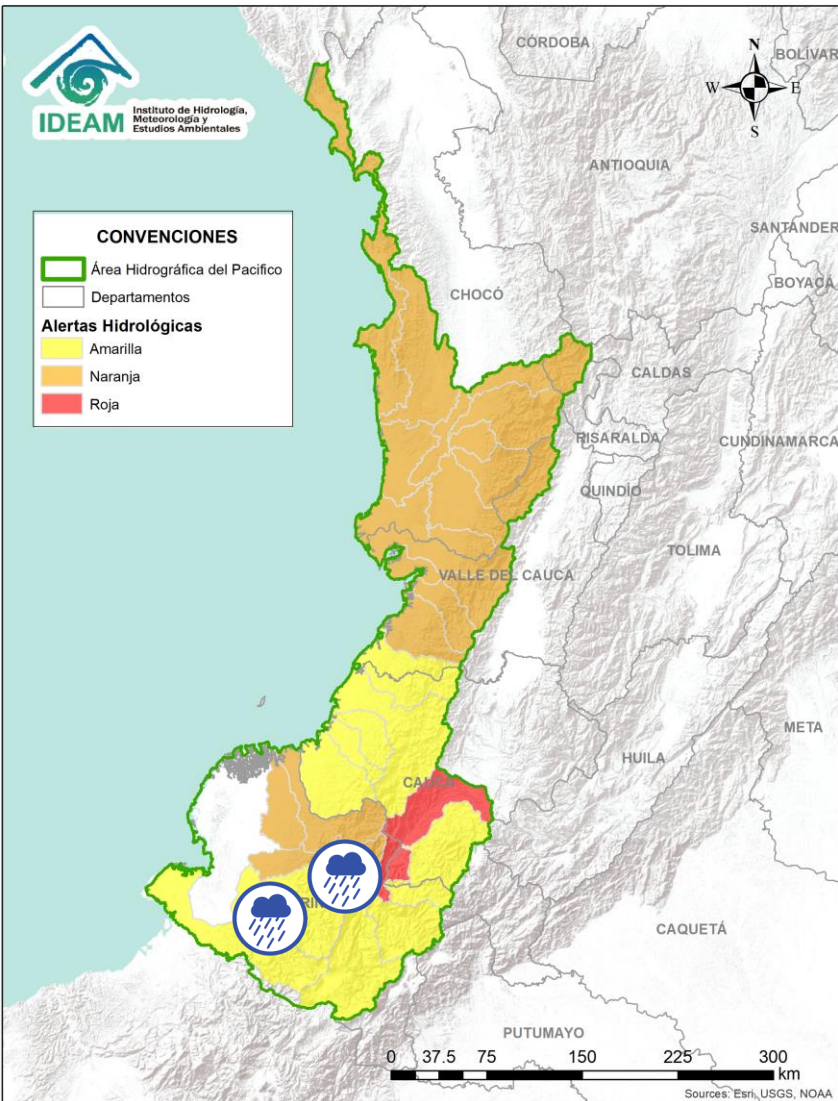 IDEAM
Instituto de Hidrología,
Meteorología y
Estudios Ambientales
N
W
E
S
CÓRDOBA
BOLÍVAR
ANTIOQUIA
SANTANDER
BOYACÁ
CONVENCIONES
Área Hidrográfica del Pacifico
Departamentos
Alertas Hidrológicas
Amarilla
Naranja
Roja
CHOCÓ
CALDAS
RISARALDA
CUNDINAMARCA
QUINDÍO
TOLIMA
VALLE DEL CAUCA
META
HUILA
CAUCA
CAQUETÁ
PUTUMAYO
0 37.5 75 150 225 300
km
Sources: Esri, USGS, NOAA